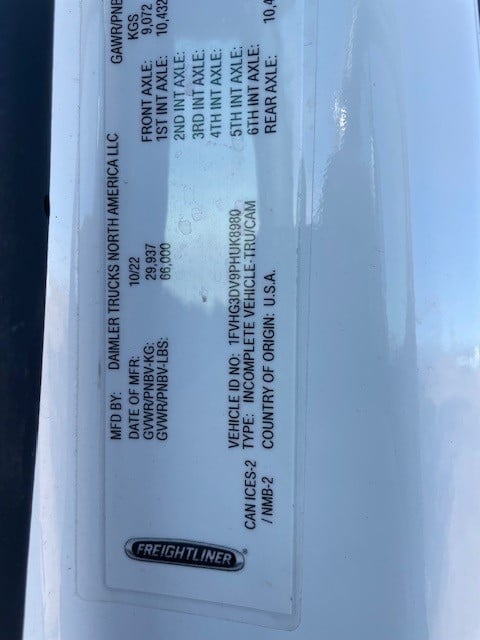 MFD BY: DAIMLER TRUCKS NORTH AMERICA LLC
DATE OF MFR: 10/22
GVWR/PNBV-KG: 29,937
GVWR/PNBV-LBS: 66,000
GAWR/PNB
KGS
FRONT AXLE: 9,072
1ST INT AXLE: 10,432
2ND INT AXLE:
3RD INT AXLE:
4TH INT AXLE:
5TH INT AXLE:
6TH INT AXLE:
REAR AXLE: 10,4
VEHICLE ID NO: 1FVHG3DV9PHUK8980
TYPE: INCOMPLETE VEHICLE-TRU/CAM
COUNTRY OF ORIGIN: U.S.A.
CAN ICES-2
/ NMB-2
FREIGHTLINER